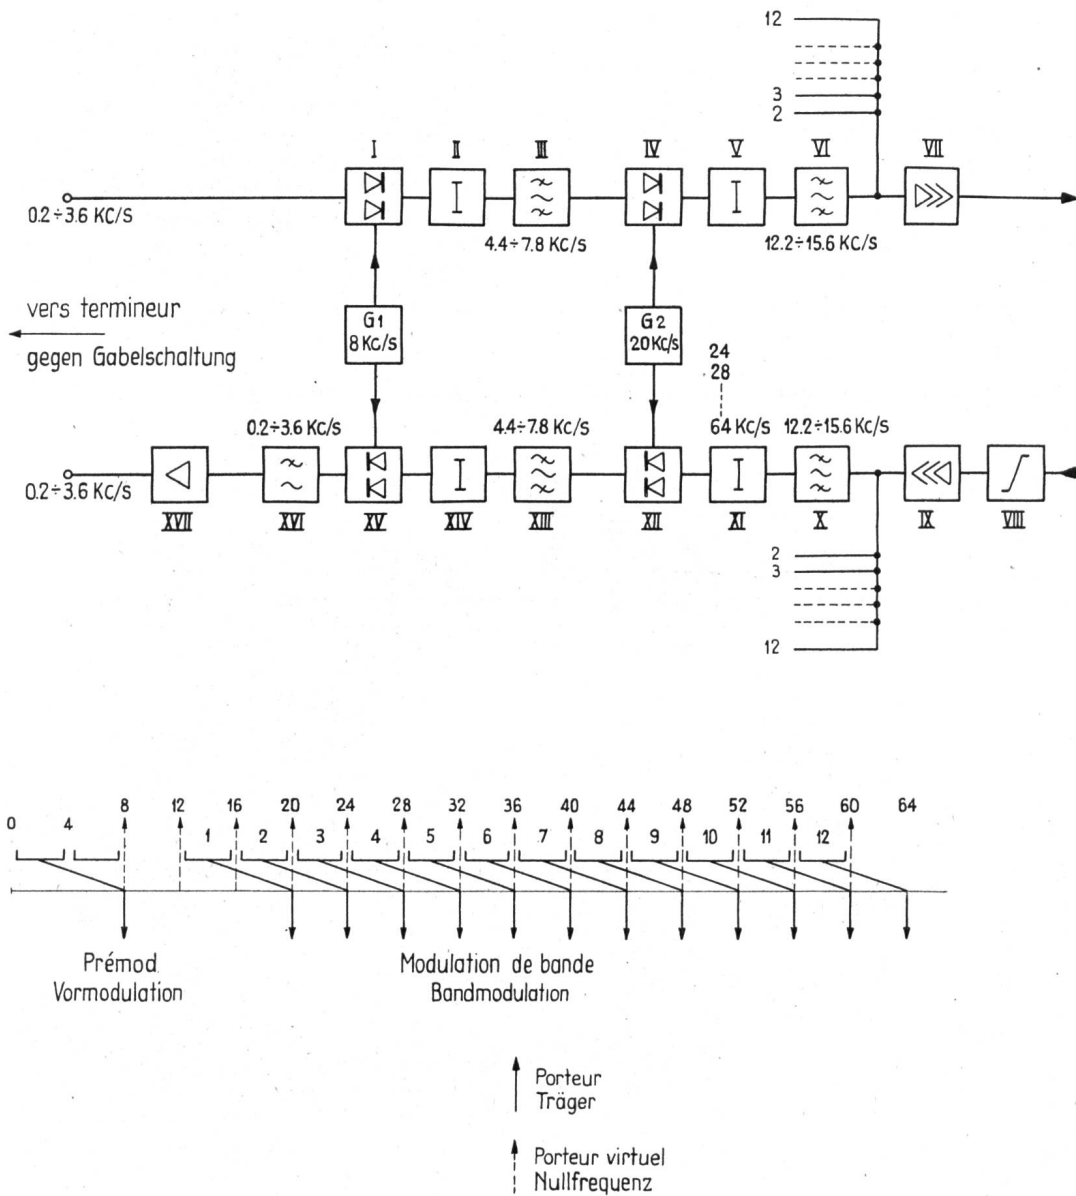 12
3
2
I II III IV V VI VII
0.2÷3.6 KC/S
4.4÷7.8 KC/S
12.2÷15.6 KC/S
vers termineur
gegen Gabelschaltung
G1
8 KC/S
G2
20 KC/S
24
28
64 KC/S
0.2÷3.6 KC/S
4.4÷7.8 KC/S
12.2÷15.6 KC/S
0.2÷3.6 KC/S
XVII XVI XV XIV XIII XII XI X IX VIII
2
3
12
0 4 8 12 16 20 24 28 32 36 40 44 48 52 56 60 64
1 2 3 4 5 6 7 8 9 10 11 12
Prémod.
Vormodulation
Modulation de bande
Bandmodulation
Porteur
Träger
Porteur virtuel
Nullfrequenz